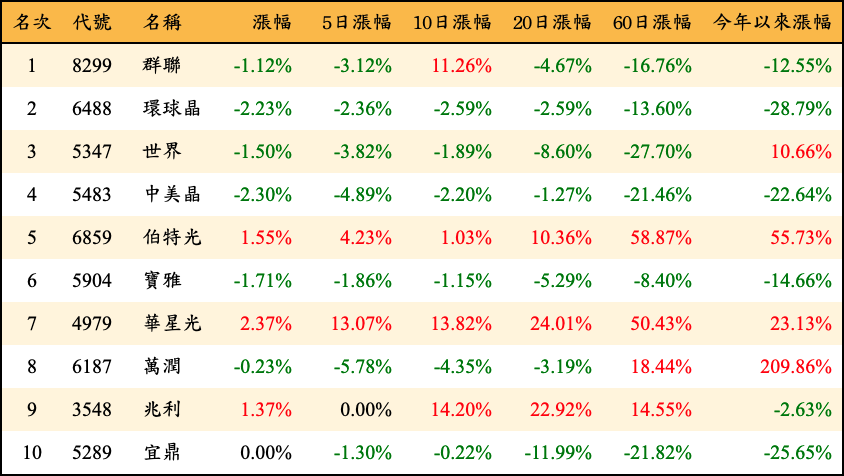 名次 代號 名稱 漲幅 5日漲幅 10日漲幅 20日漲幅 60日漲幅 今年以來漲幅
1 8299 群聯 -1.12% -3.12% 11.26% -4.67% -16.76% -12.55%
2 6488 環球晶 -2.23% -2.36% -2.59% -2.59% -13.60% -28.79%
3 5347 世界 -1.50% -3.82% -1.89% -8.60% -27.70% 10.66%
4 5483 中美晶 -2.30% -4.89% -2.20% -1.27% -21.46% -22.64%
5 6859 伯特光 1.55% 4.23% 1.03% 10.36% 58.87% 55.73%
6 5904 寶雅 -1.71% -1.86% -1.15% -5.29% -8.40% -14.66%
7 4979 華星光 2.37% 13.07% 13.82% 24.01% 50.43% 23.13%
8 6187 萬潤 -0.23% -5.78% -4.35% -3.19% 18.44% 209.86%
9 3548 兆利 1.37% 0.00% 14.20% 22.92% 14.55% -2.63%
10 5289 宜鼎 0.00% -1.30% -0.22% -11.99% -21.82% -25.65%